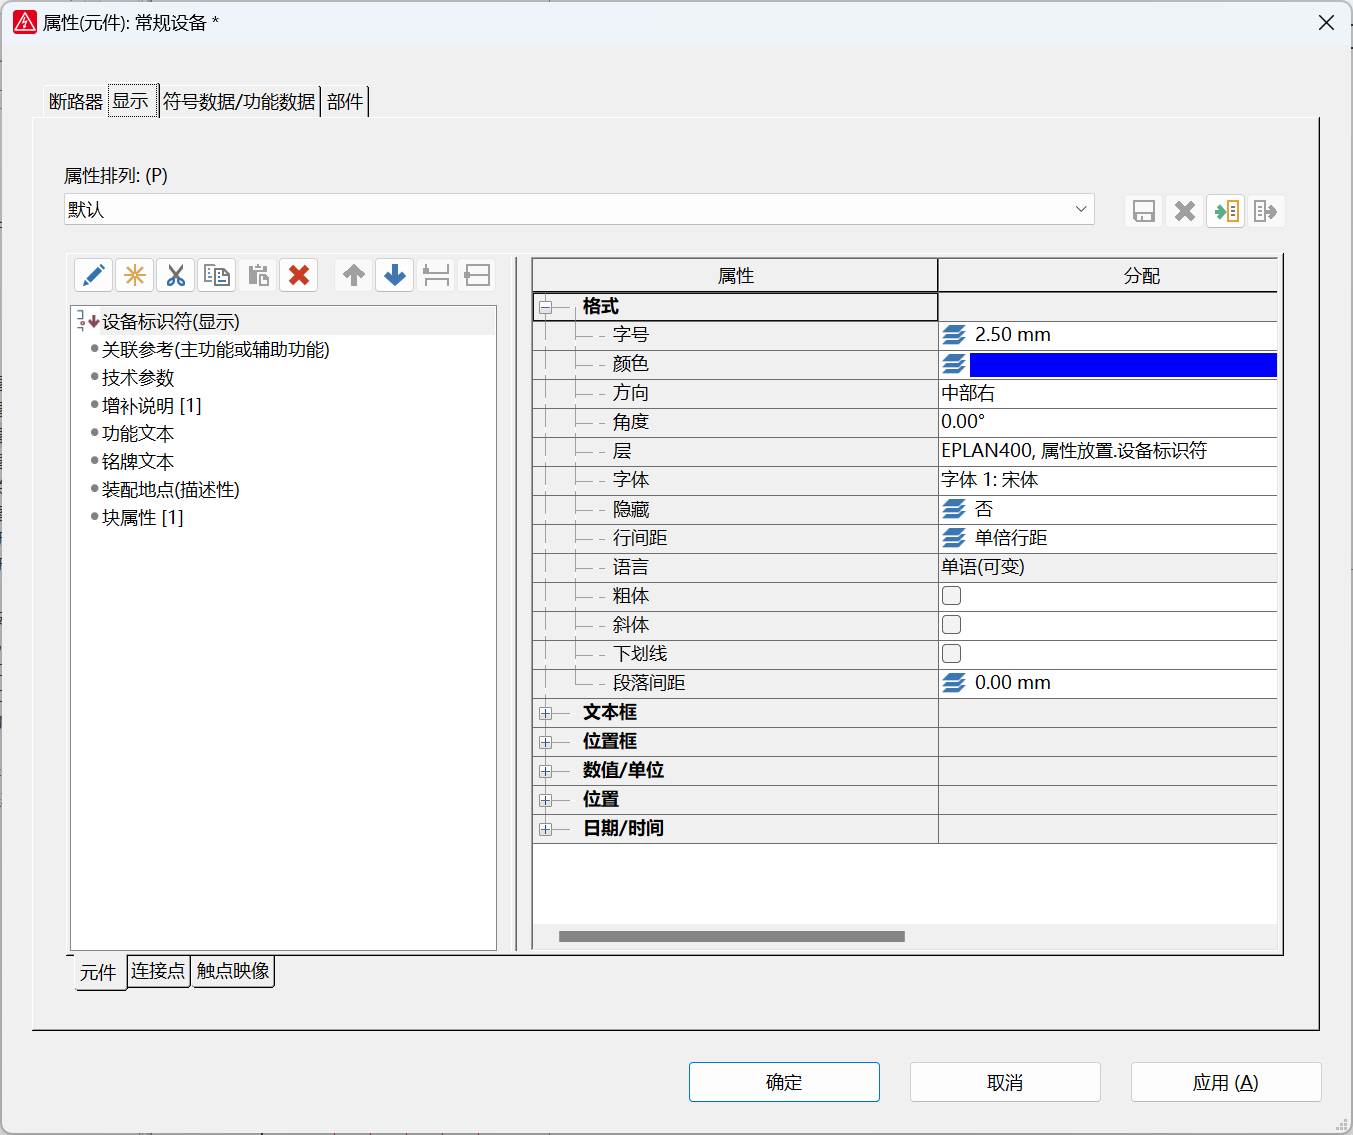 属性(元件): 常规设备 *
断路器 显示 符号数据/功能数据 部件
属性排列: (P)
默认
设备标识符(显示)
关联参考(主功能或辅助功能)
技术参数
增补说明 [1]
功能文本
铭牌文本
装配地点(描述性)
块属性 [1]
属性 分配
格式
字号 2.50 mm
颜色
方向 中部右
角度 0.00°
层 EPLAN400, 属性放置.设备标识符
字体 字体 1: 宋体
隐藏 否
行间距 单倍行距
语言 单语(可变)
粗体
斜体
下划线
段落间距 0.00 mm
文本框
位置框
数值/单位
位置
日期/时间
元件 连接点 触点映像
确定 取消 应用 (A)